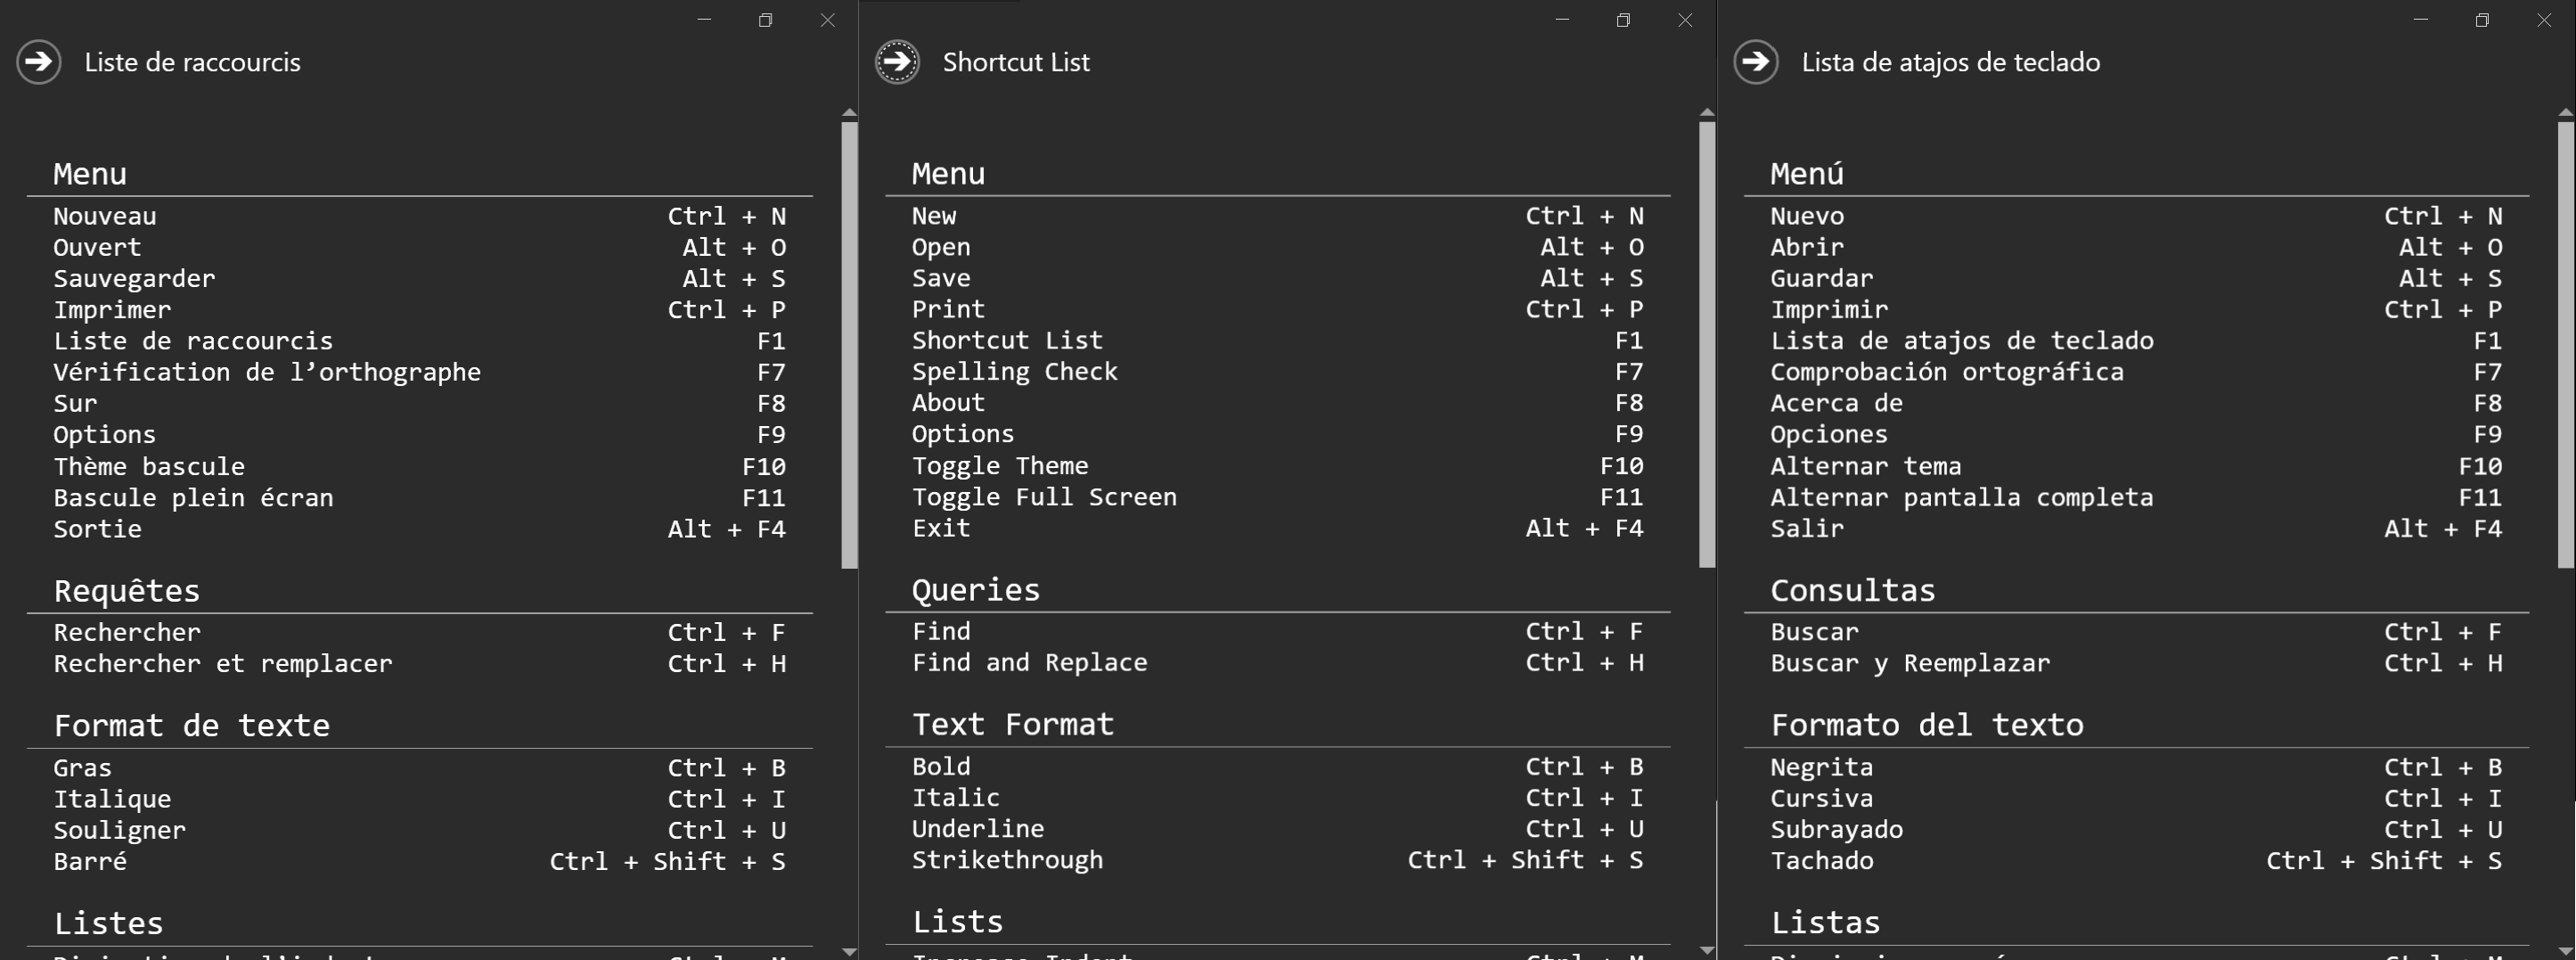 Liste de raccourcis
Menu
Nouveau Ctrl + N
Ouvert Alt + O
Sauvegarder Alt + S
Imprimer Ctrl + P
Liste de raccourcis F1
Vérification de l’orthographe F7
Sur F8
Options F9
Thème bascule F10
Bascule plein écran F11
Sortie Alt + F4
Requêtes
Rechercher Ctrl + F
Rechercher et remplacer Ctrl + H
Format de texte
Gras Ctrl + B
Italique Ctrl + I
Souligner Ctrl + U
Barré Ctrl + Shift + S
Listes
Shortcut List
Menu
New Ctrl + N
Open Alt + O
Save Alt + S
Print Ctrl + P
Shortcut List F1
Spelling Check F7
About F8
Options F9
Toggle Theme F10
Toggle Full Screen F11
Exit Alt + F4
Queries
Find Ctrl + F
Find and Replace Ctrl + H
Text Format
Bold Ctrl + B
Italic Ctrl + I
Underline Ctrl + U
Strikethrough Ctrl + Shift + S
Lists
Increase Indent Ctrl + M
Lista de atajos de teclado
Menú
Nuevo Ctrl + N
Abrir Alt + O
Guardar Alt + S
Imprimir Ctrl + P
Lista de atajos de teclado F1
Comprobación ortográfica F7
Acerca de F8
Opciones F9
Alternar tema F10
Alternar pantalla completa F11
Salir Alt + F4
Consultas
Buscar Ctrl + F
Buscar y Reemplazar Ctrl + H
Formato del texto
Negrita Ctrl + B
Cursiva Ctrl + I
Subrayado Ctrl + U
Tachado Ctrl + Shift + S
Listas